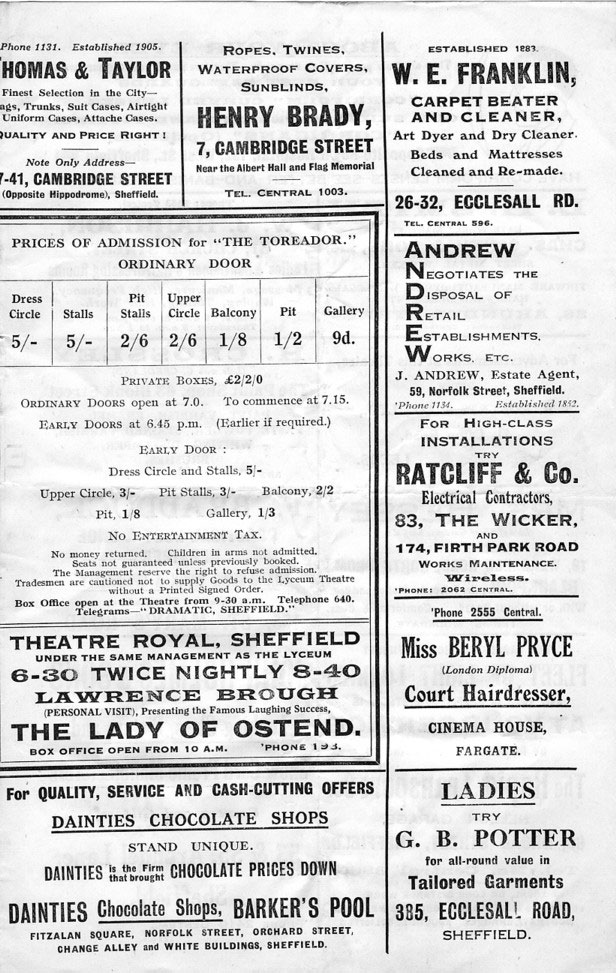 Phone 1131. Established 1905.
THOMAS & TAYLOR
Finest Selection in the City—
ags, Trunks, Suit Cases, Airtight
Uniform Cases, Attache Cases.
QUALITY AND PRICE RIGHT!
Note Only Address—
7-41, CAMBRIDGE STREET
(Opposite Hippodrome), Sheffield.
ROPES, TWINES,
WATERPROOF COVERS,
SUNBLINDS,
HENRY BRADY,
7, CAMBRIDGE STREET
Near the Albert Hall and Flag Memorial
TEL. CENTRAL 1003.
ESTABLISHED 1883.
W. E. FRANKLIN,
CARPET BEATER
AND CLEANER,
Art Dyer and Dry Cleaner.
Beds and Mattresses
Cleaned and Re-made.
26-32, ECCLESALL RD.
TEL. CENTRAL 596.
PRICES OF ADMISSION for "THE TOREADOR."
ORDINARY DOOR
Dress Circle Stalls Pit Stalls Upper Circle Balcony Pit Gallery
5/- 5/- 2/6 2/6 1/8 1/2 9d.
PRIVATE BOXES, £2/2/0
ORDINARY DOORS open at 7.0. To commence at 7.15.
EARLY DOORS at 6.45 p.m. (Earlier if required.)
EARLY DOOR :
Dress Circle and Stalls, 5/-
Upper Circle, 3/- Pit Stalls, 3/- Balcony, 2/2
Pit, 1/8 Gallery, 1/3
NO ENTERTAINMENT TAX.
No money returned. Children in arms not admitted.
Seats not guaranteed unless previously booked.
The Management reserve the right to refuse admission.
Tradesmen are cautioned not to supply Goods to the Lyceum Theatre
without a Printed Signed Order.
Box Office open at the Theatre from 9-30 a.m. Telephone 640.
Telegrams—"DRAMATIC, SHEFFIELD."
THEATRE ROYAL, SHEFFIELD
UNDER THE SAME MANAGEMENT AS THE LYCEUM
6-30 TWICE NIGHTLY 8-40
LAWRENCE BROUGH
(PERSONAL VISIT), Presenting the Famous Laughing Success,
THE LADY OF OSTEND.
BOX OFFICE OPEN FROM 10 A.M. 'PHONE 193.
For QUALITY, SERVICE AND CASH-CUTTING OFFERS
DAINTIES CHOCOLATE SHOPS
STAND UNIQUE.
DAINTIES is the Firm that brought CHOCOLATE PRICES DOWN
DAINTIES Chocolate Shops, BARKER'S POOL
FITZALAN SQUARE, NORFOLK STREET, ORCHARD STREET,
CHANGE ALLEY and WHITE BUILDINGS, SHEFFIELD.
ANDREW
NEGOTIATES THE
DISPOSAL OF
RETAIL
ESTABLISHMENTS,
WORKS, ETC.
J. ANDREW, Estate Agent,
59, Norfolk Street, Sheffield.
'Phone 1134. Established 1852.
FOR HIGH-CLASS
INSTALLATIONS
TRY
RATCLIFF & Co.
Electrical Contractors,
83, THE WICKER,
AND
174, FIRTH PARK ROAD
WORKS MAINTENANCE.
Wireless.
'PHONE: 2062 CENTRAL.
'Phone 2555 Central.
Miss BERYL PRYCE
(London Diploma)
Court Hairdresser,
CINEMA HOUSE,
FARGATE.
LADIES
TRY
G. B. POTTER
for all-round value in
Tailored Garments
385, ECCLESALL ROAD,
SHEFFIELD.